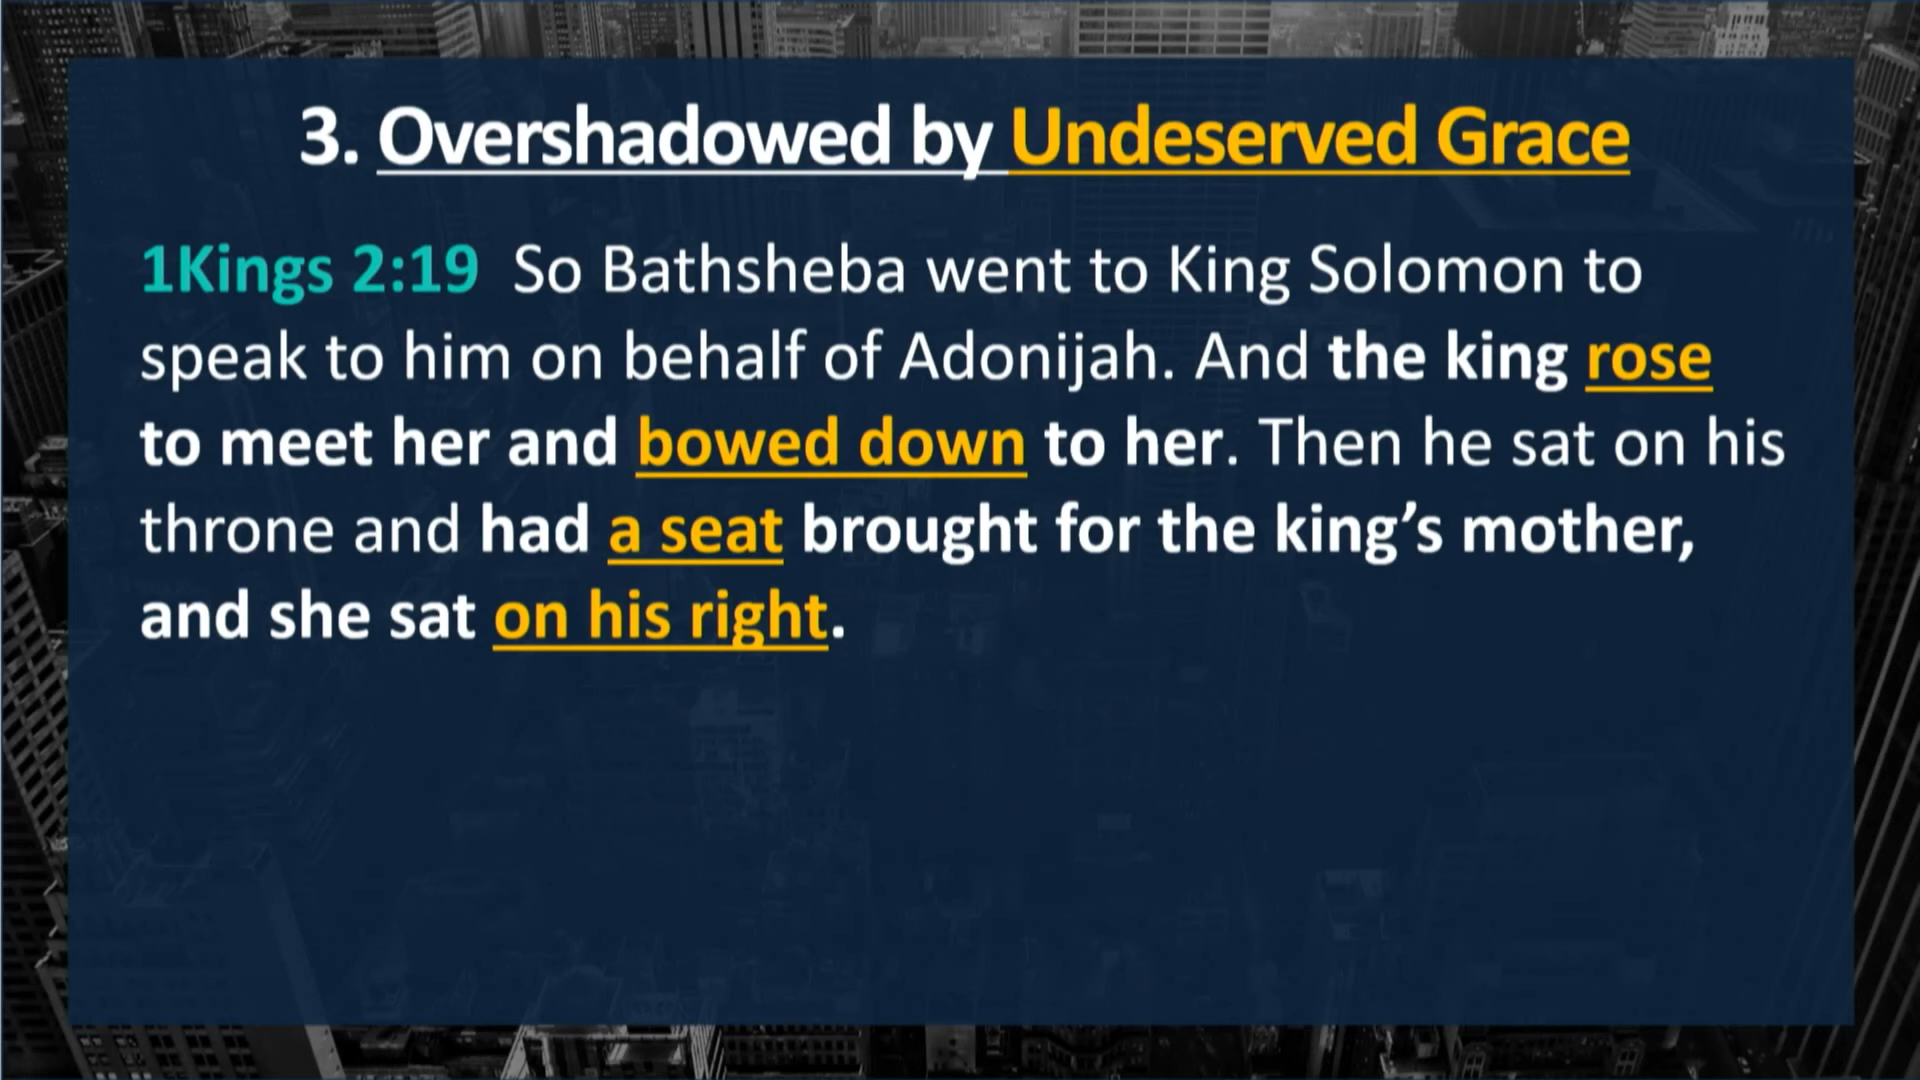 3. Overshadowed by Undeserved Grace
1Kings 2:19 So Bathsheba went to King Solomon to
speak to him on behalf of Adonijah. And the king rose
to meet her and bowed down to her. Then he sat on his
throne and had a seat brought for the king’s mother,
and she sat on his right.